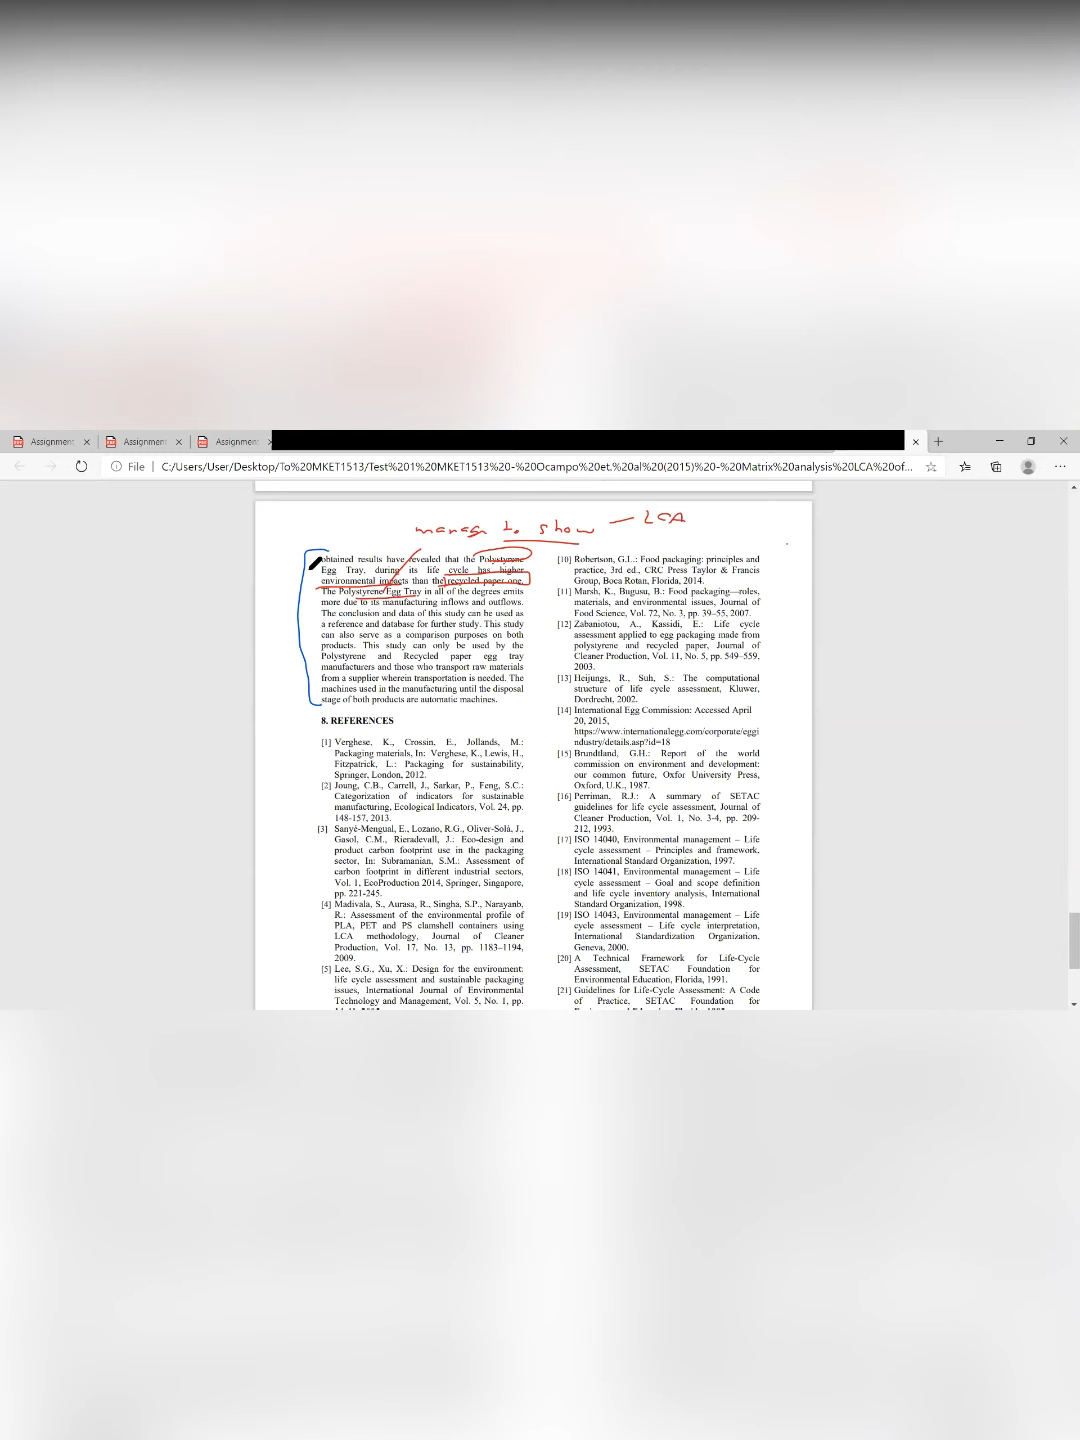 Assignment
Assignment
Assignment
File C:/Users/User/Desktop/To%20MKET1513/Test%201%20MKET1513%20-%20Ocampo%20et.%20al%20(2015)%20-%20Matrix%20analysis%20LCA%20of...
manag to show — LCA
obtained results have revealed that the Polystyrene
Egg Tray, during its life cycle has higher
environmental impacts than the recycled paper one.
The Polystyrene Egg Tray in all of the degrees emits
more due to its manufacturing inflows and outflows.
The conclusion and data of this study can be used as
a reference and database for further study. This study
can also serve as a comparison purposes on both
products. This study can only be used by the
Polystyrene and Recycled paper egg tray
manufacturers and those who transport raw materials
from a supplier wherein transportation is needed. The
machines used in the manufacturing until the disposal
stage of both products are automatic machines.
8. REFERENCES
[1] Verghese, K., Crossin, E., Jollands, M.:
Packaging materials, In: Verghese, K., Lewis, H.,
Fitzpatrick, L.: Packaging for sustainability,
Springer, London, 2012.
[2] Joung, C.B., Carrell, J., Sarkar, P., Feng, S.C.:
Categorization of indicators for sustainable
manufacturing, Ecological Indicators, Vol. 24, pp.
148-157, 2013.
[3] Sanyé-Mengual, E., Lozano, R.G., Oliver-Solà, J.,
Gasol, C.M., Rieradevall, J.: Eco-design and
product carbon footprint use in the packaging
sector, In: Subramanian, S.M.: Assessment of
carbon footprint in different industrial sectors,
Vol. 1, EcoProduction 2014, Springer, Singapore,
pp. 221-245.
[4] Madivala, S., Aurasa, R., Singha, S.P., Narayanb,
R.: Assessment of the environmental profile of
PLA, PET and PS clamshell containers using
LCA methodology, Journal of Cleaner
Production, Vol. 17, No. 13, pp. 1183–1194,
2009.
[5] Lee, S.G., Xu, X.: Design for the environment:
life cycle assessment and sustainable packaging
issues, International Journal of Environmental
Technology and Management, Vol. 5, No. 1, pp.
[10] Robertson, G.L.: Food packaging: principles and
practice, 3rd ed., CRC Press Taylor & Francis
Group, Boca Rotan, Florida, 2014.
[11] Marsh, K., Bugusu, B.: Food packaging—roles,
materials, and environmental issues, Journal of
Food Science, Vol. 72, No. 3, pp. 39–55, 2007.
[12] Zabaniotou, A., Kassidi, E.: Life cycle
assessment applied to egg packaging made from
polystyrene and recycled paper, Journal of
Cleaner Production, Vol. 11, No. 5, pp. 549–559,
2003.
[13] Heijungs, R., Suh, S.: The computational
structure of life cycle assessment, Kluwer,
Dordrecht, 2002.
[14] International Egg Commission: Accessed April
20, 2015,
https://www.internationalegg.com/corporate/eggi
ndustry/details.asp?id=18
[15] Brundtland, G.H.: Report of the world
commission on environment and development:
our common future, Oxfor University Press,
Oxford, U.K., 1987.
[16] Perriman, R.J.: A summary of SETAC
guidelines for life cycle assessment, Journal of
Cleaner Production, Vol. 1, No. 3-4, pp. 209-
212, 1993.
[17] ISO 14040, Environmental management – Life
cycle assessment – Principles and framework,
International Standard Organization, 1997.
[18] ISO 14041, Environmental management – Life
cycle assessment – Goal and scope definition
and life cycle inventory analysis, International
Standard Organization, 1998.
[19] ISO 14043, Environmental management – Life
cycle assessment – Life cycle interpretation,
International Standardization Organization,
Geneva, 2000.
[20] A Technical Framework for Life-Cycle
Assessment, SETAC Foundation for
Environmental Education, Florida, 1991.
[21] Guidelines for Life-Cycle Assessment: A Code
of Practice, SETAC Foundation for